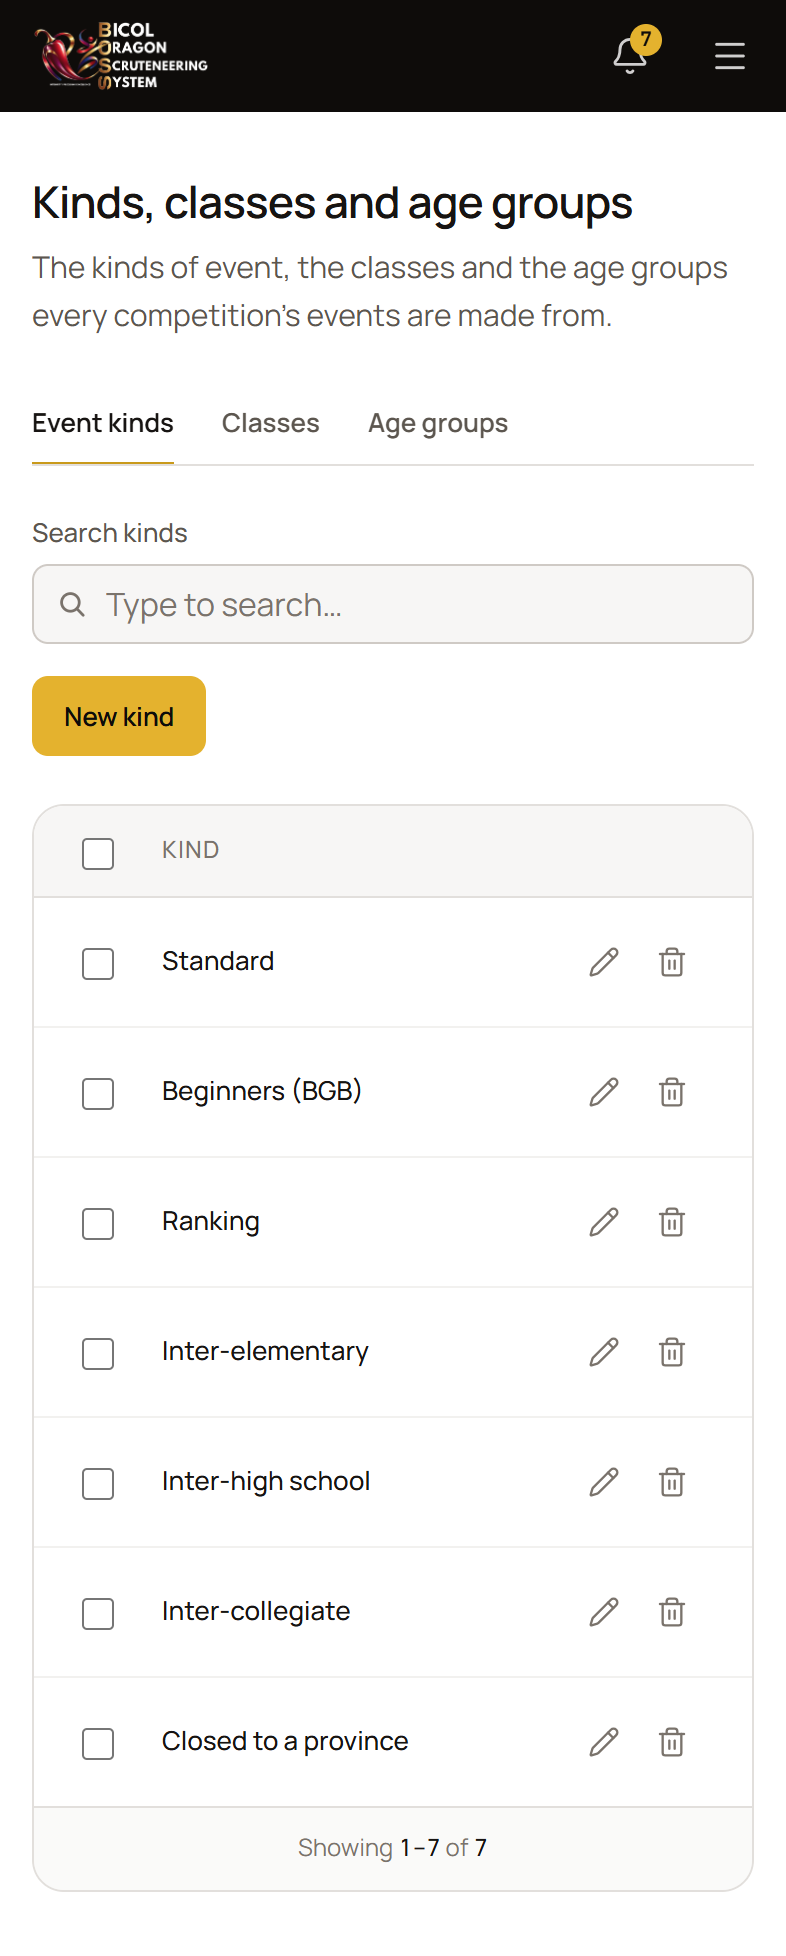 BICOL
DRAGON
SCRUTENEERING
SYSTEM
7
Kinds, classes and age groups
The kinds of event, the classes and the age groups
every competition’s events are made from.
Event kinds Classes Age groups
Search kinds
Type to search...
New kind
KIND
Standard
Beginners (BGB)
Ranking
Inter-elementary
Inter-high school
Inter-collegiate
Closed to a province
Showing 1–7 of 7